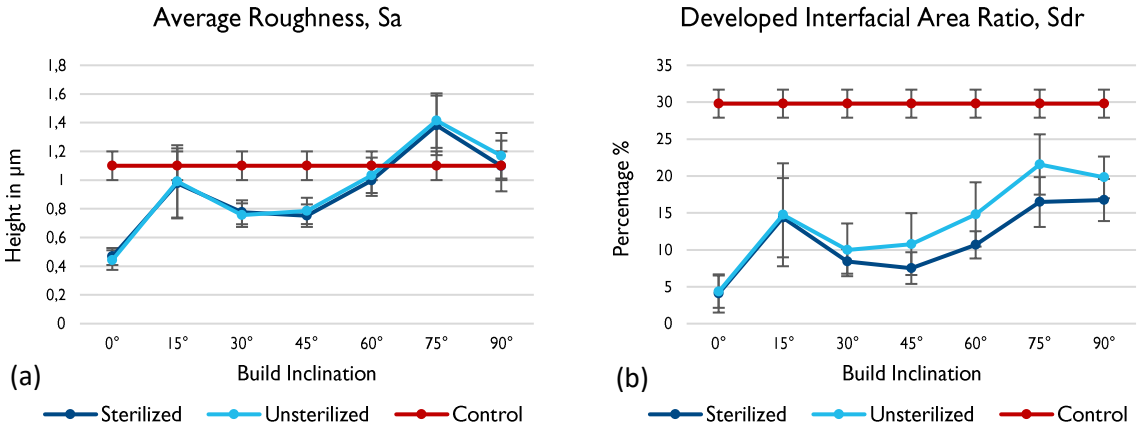 Average Roughness, Sa
Height in µm
1,8
1,6
1,4
1,2
1
0,8
0,6
0,4
0,2
0
0° 15° 30° 45° 60° 75° 90°
Build Inclination
(a)
Sterilized Unsterilized Control
Developed Interfacial Area Ratio, Sdr
Percentage %
35
30
25
20
15
10
5
0
0° 15° 30° 45° 60° 75° 90°
Build Inclination
(b)
Sterilized Unsterilized Control